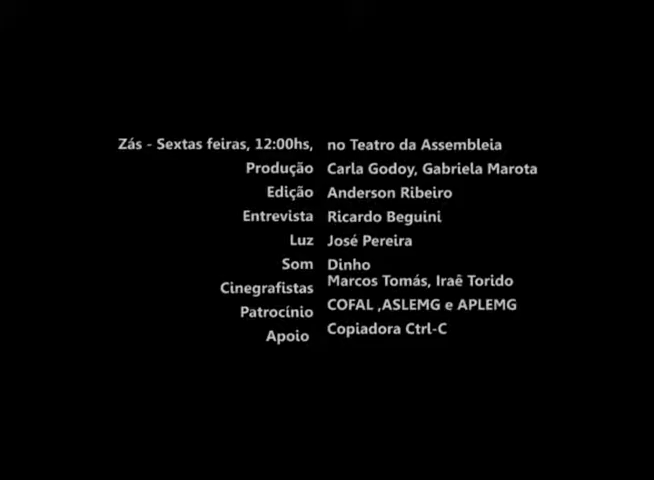 Zás - Sextas feiras, 12:00hs, no Teatro da Assembleia
Produção Carla Godoy, Gabriela Marota
Edição Anderson Ribeiro
Entrevista Ricardo Beguini
Luz José Pereira
Som Dinho
Cinegrafistas Marcos Tomás, Iraê Torido
Patrocínio COFAL ,ASLEMG e APLEMG
Apoio Copiadora Ctrl-C